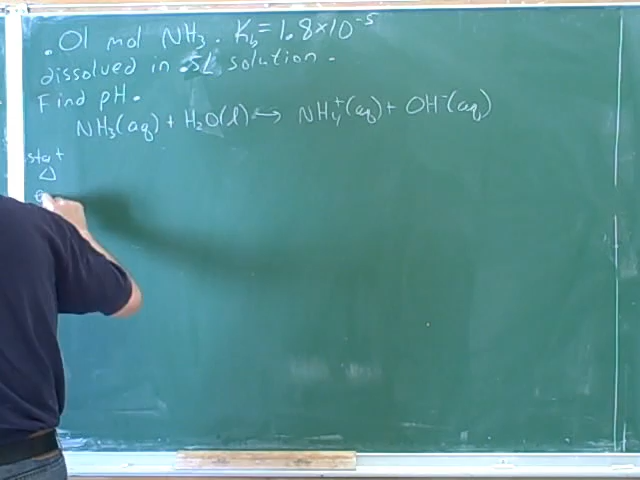 .01 mol NH₃. K_b = 1.8×10⁻⁵
dissolved in .5L solution.
Find pH.
NH₃(aq) + H₂O(l) ↔ NH₄⁺(aq) + OH⁻(aq)
start
△